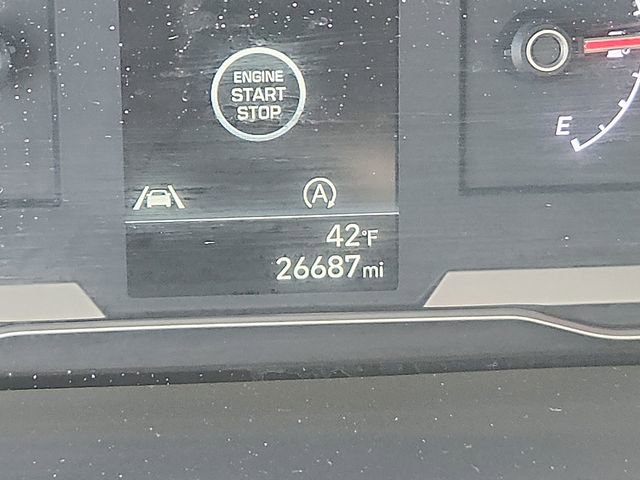 ENGINE
START
STOP
E
A
42°F
26687 mi